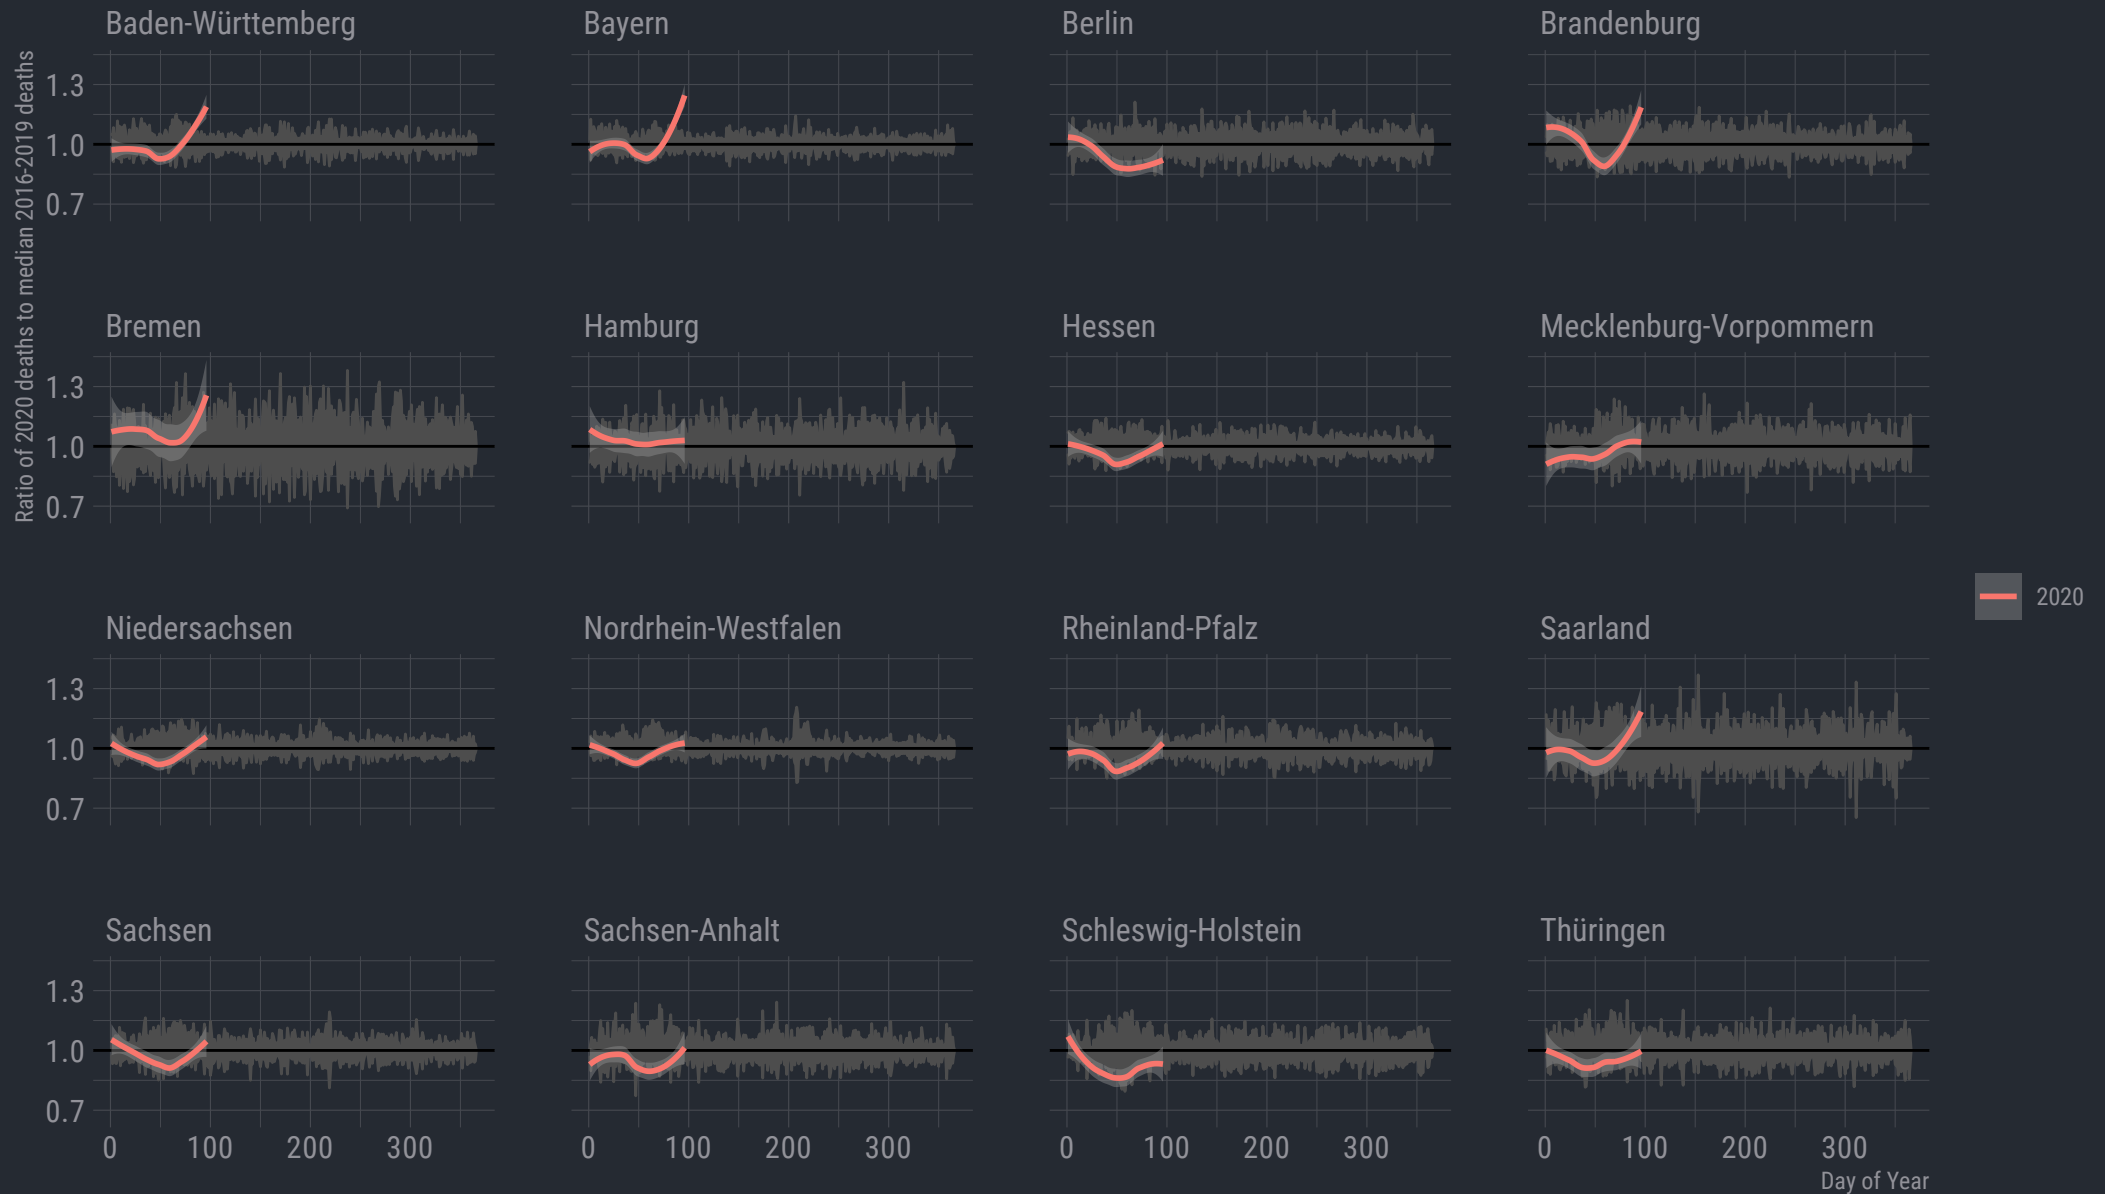 Baden-Württemberg
Bayern
Berlin
Brandenburg
Ratio of 2020 deaths to median 2016-2019 deaths
1.3
1.0
0.7
Bremen
Hamburg
Hessen
Mecklenburg-Vorpommern
1.3
1.0
0.7
2020
Niedersachsen
Nordrhein-Westfalen
Rheinland-Pfalz
Saarland
1.3
1.0
0.7
Sachsen
Sachsen-Anhalt
Schleswig-Holstein
Thüringen
1.3
1.0
0.7
0 100 200 300
0 100 200 300
0 100 200 300
0 100 200 300
Day of Year